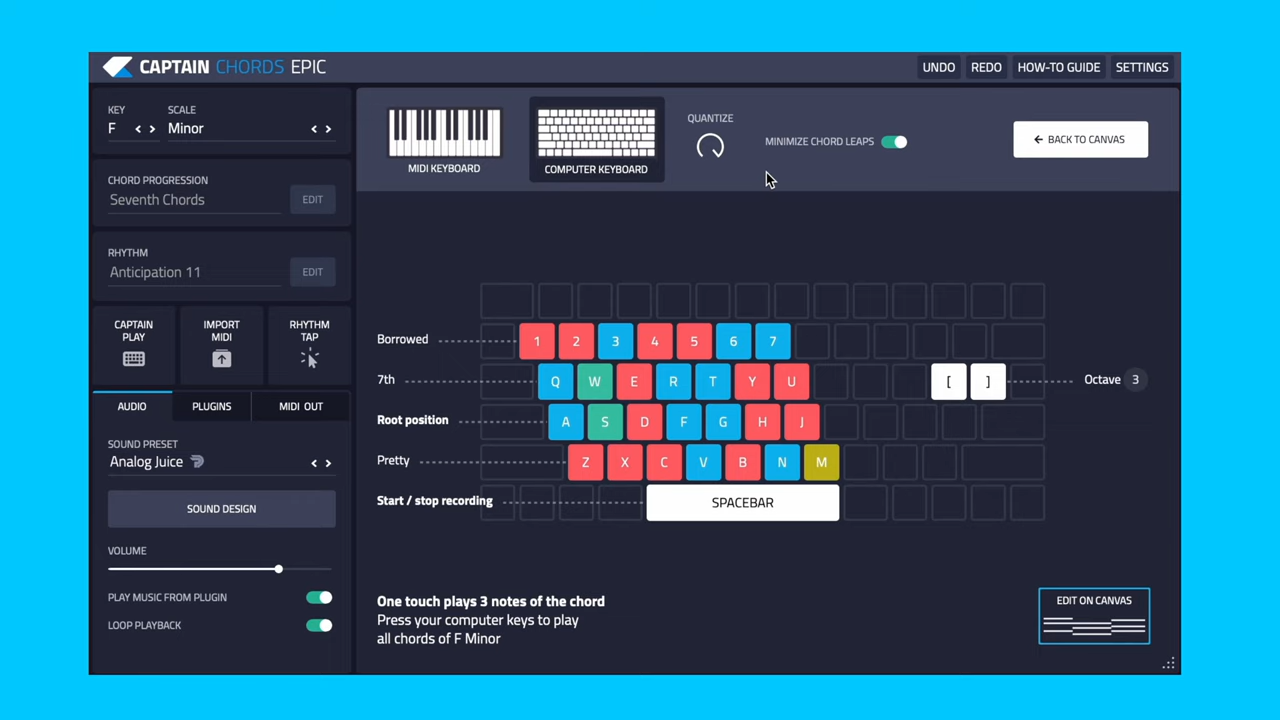 CAPTAIN CHORDS EPIC
UNDO REDO HOW-TO GUIDE SETTINGS
KEY SCALE
F < > Minor < >
CHORD PROGRESSION
Seventh Chords EDIT
RHYTHM
Anticipation 11 EDIT
CAPTAIN PLAY
IMPORT MIDI
RHYTHM TAP
AUDIO PLUGINS MIDI OUT
SOUND PRESET
Analog Juice < >
SOUND DESIGN
VOLUME
PLAY MUSIC FROM PLUGIN
LOOP PLAYBACK
MIDI KEYBOARD
COMPUTER KEYBOARD
QUANTIZE
MINIMIZE CHORD LEAPS
← BACK TO CANVAS
Borrowed 1 2 3 4 5 6 7
7th Q W E R T Y U [ ] Octave 3
Root position A S D F G H J
Pretty Z X C V B N M
Start / stop recording SPACEBAR
One touch plays 3 notes of the chord
Press your computer keys to play
all chords of F Minor
EDIT ON CANVAS